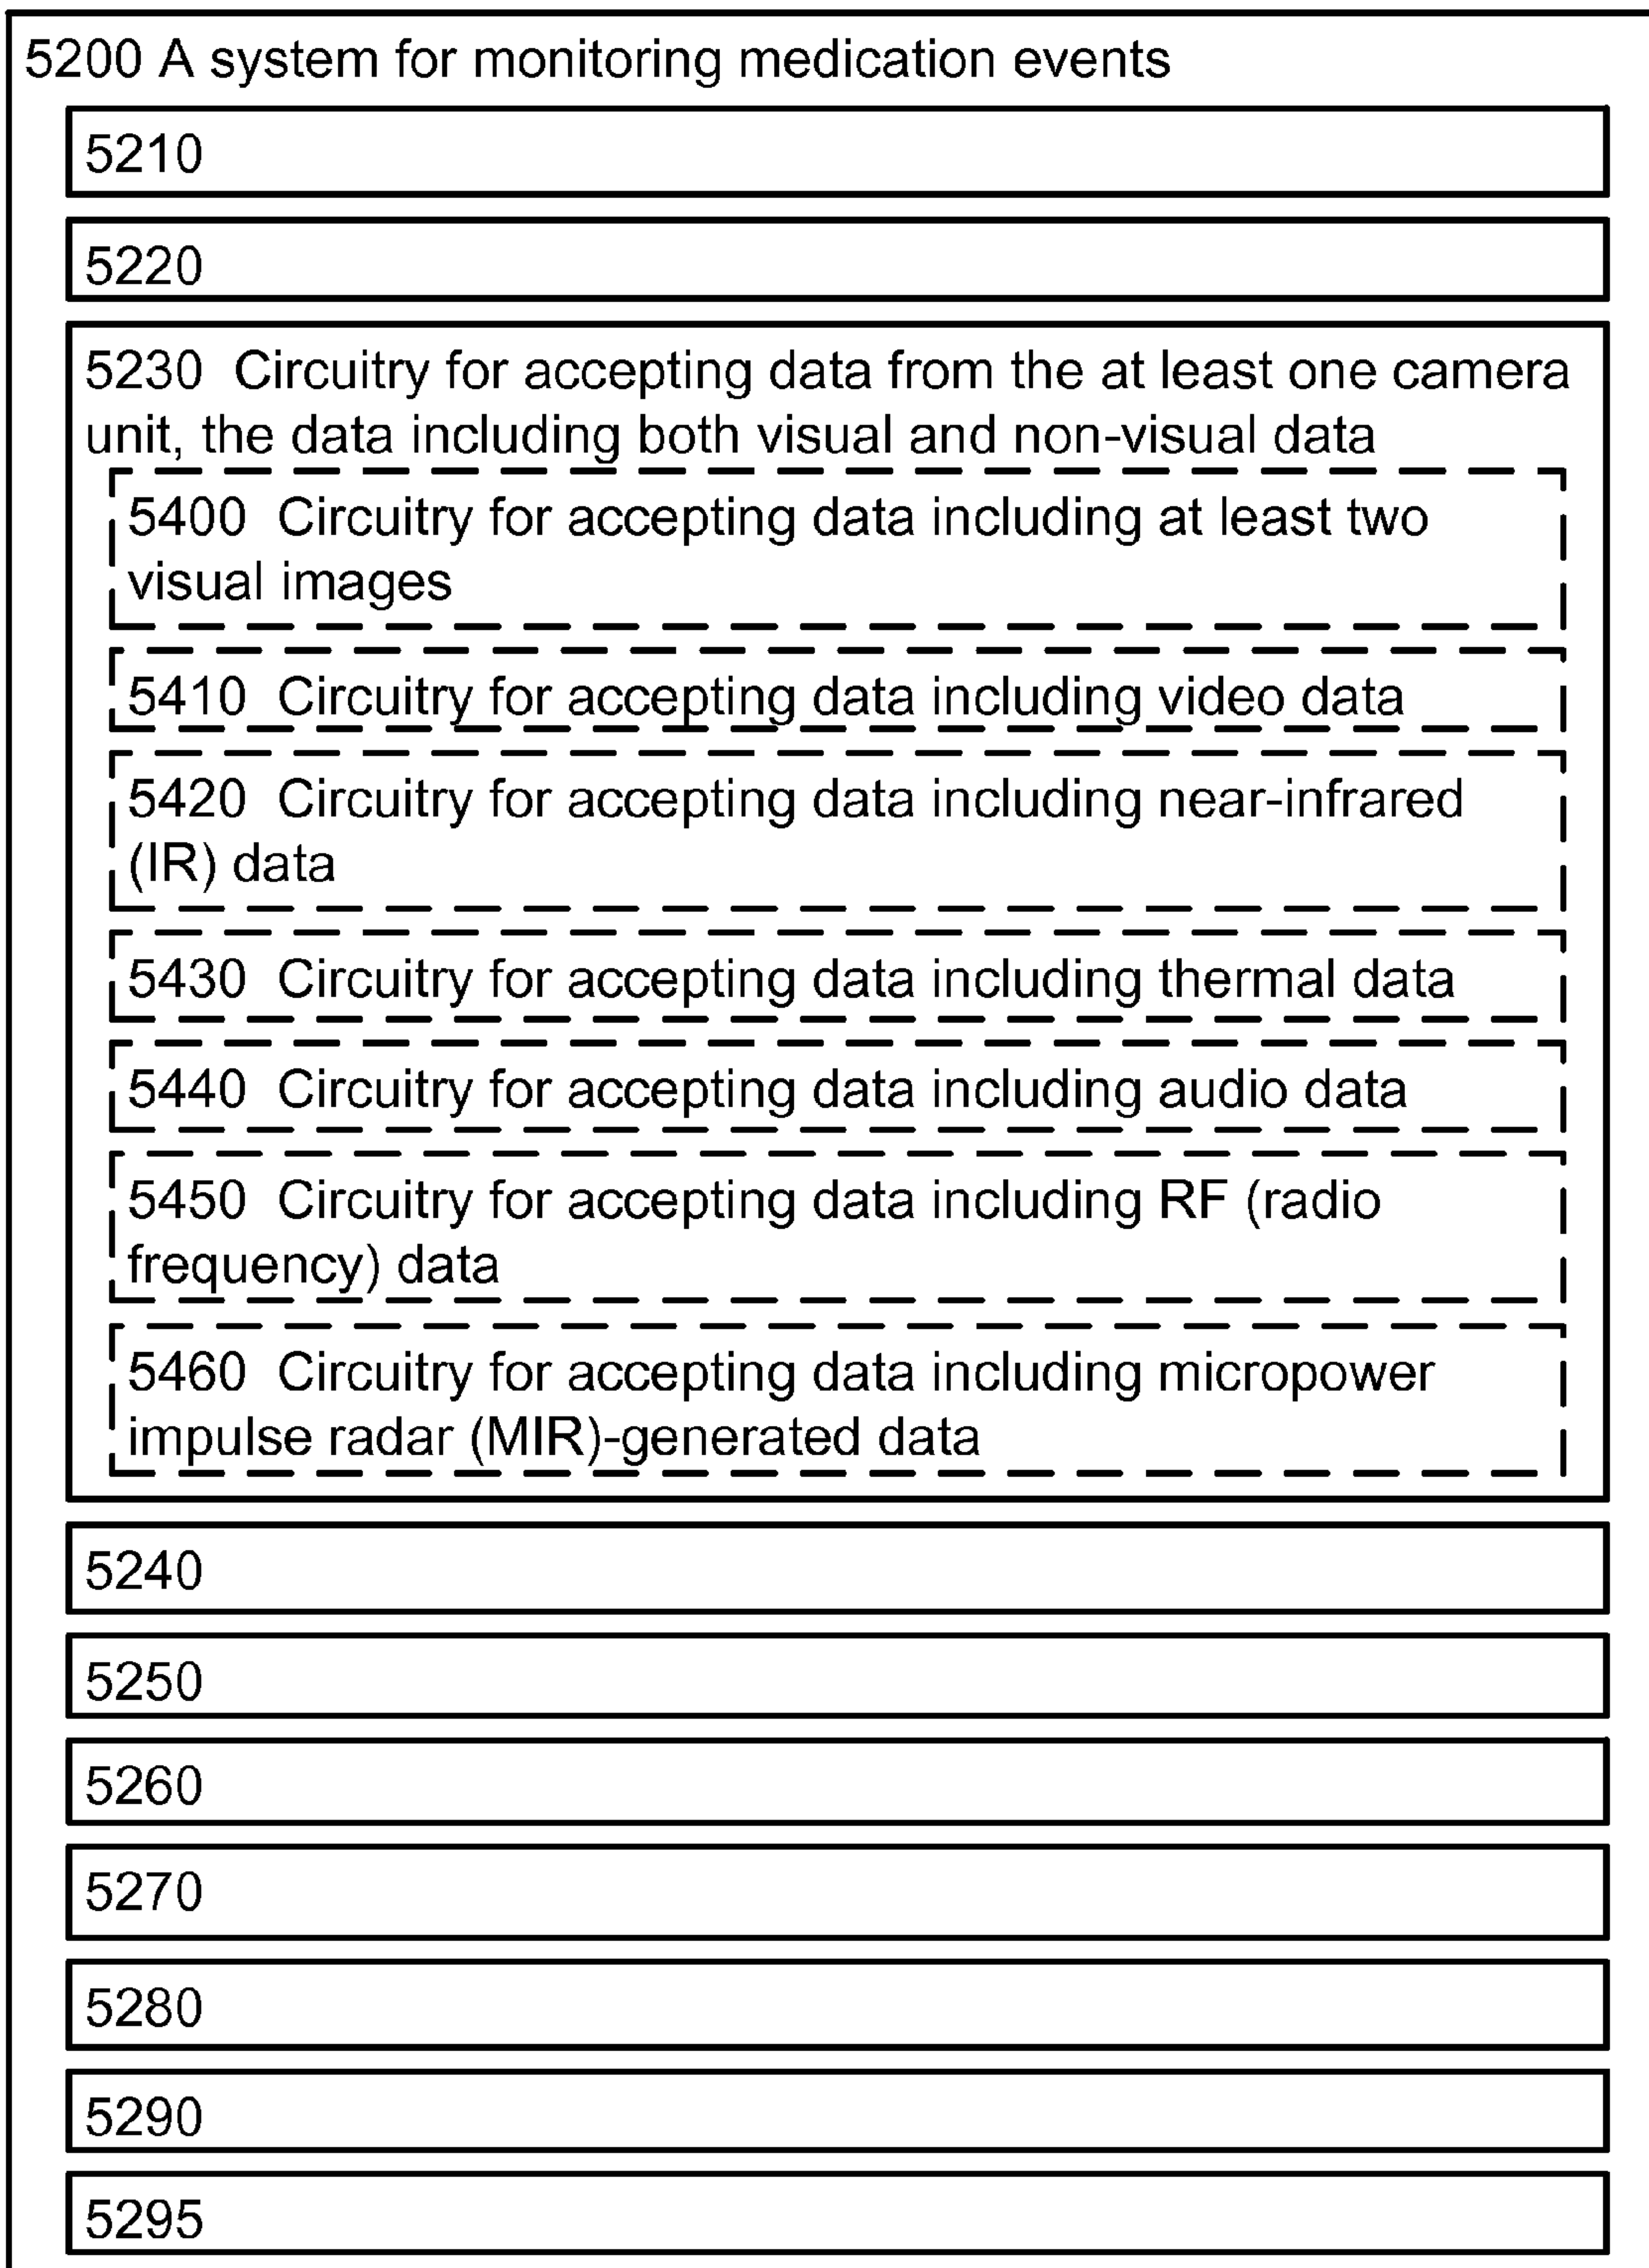 5200 A system for monitoring medication events
5210
5220
5230 Circuitry for accepting data from the at least one camera
unit, the data including both visual and non-visual data
5400 Circuitry for accepting data including at least two
visual images
5410 Circuitry for accepting data including video data
5420 Circuitry for accepting data including near-infrared
(IR) data
5430 Circuitry for accepting data including thermal data
5440 Circuitry for accepting data including audio data
5450 Circuitry for accepting data including RF (radio
frequency) data
5460 Circuitry for accepting data including micropower
impulse radar (MIR)-generated data
5240
5250
5260
5270
5280
5290
5295